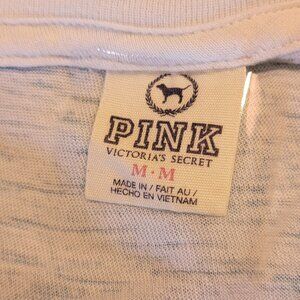 PINK
VICTORIA'S SECRET
M • M
MADE IN / FAIT AU /
HECHO EN VIETNAM